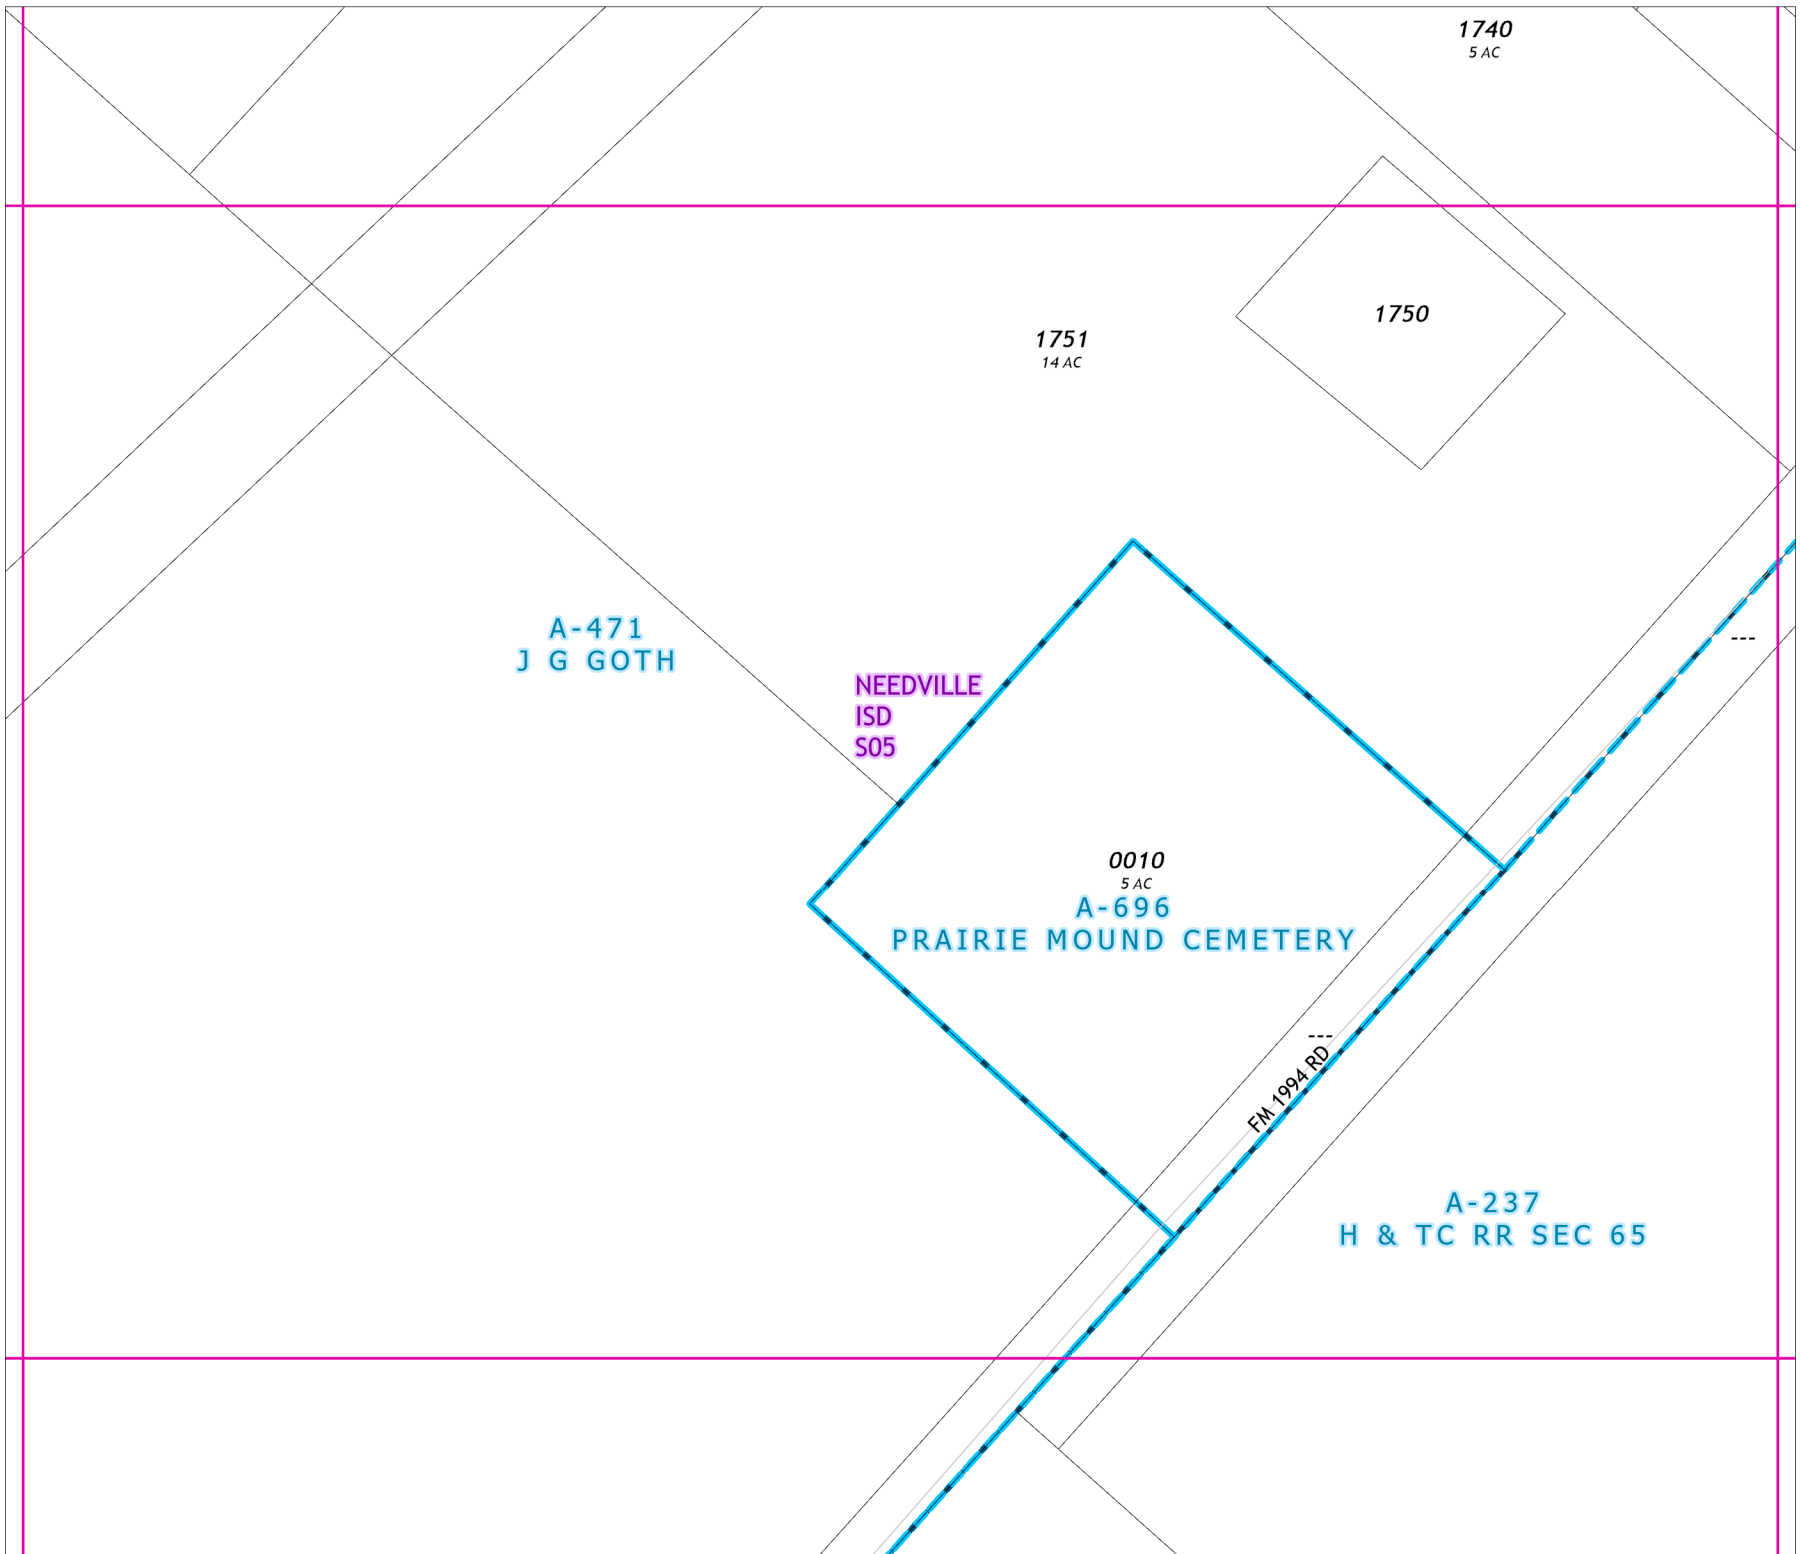 1740
5 AC
1750
1751
14 AC
A-471
J G GOTH
NEEDVILLE
ISD
S05
---
0010
5 AC
A-696
PRAIRIE MOUND CEMETERY
---
FM 1994 RD
A-237
H & TC RR SEC 65